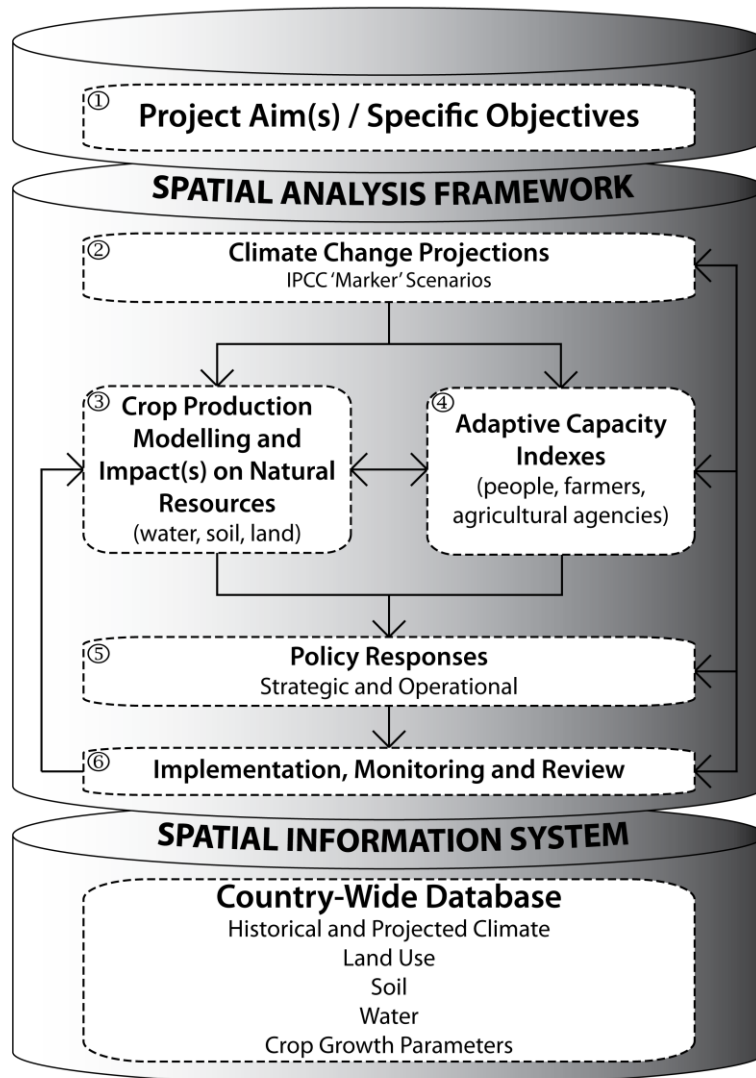 ①
Project Aim(s) / Specific Objectives
SPATIAL ANALYSIS FRAMEWORK
②
Climate Change Projections
IPCC ‘Marker’ Scenarios
③
Crop Production
Modelling and
Impact(s) on Natural
Resources
(water, soil, land)
④
Adaptive Capacity
Indexes
(people, farmers,
agricultural agencies)
⑤
Policy Responses
Strategic and Operational
⑥
Implementation, Monitoring and Review
SPATIAL INFORMATION SYSTEM
Country-Wide Database
Historical and Projected Climate
Land Use
Soil
Water
Crop Growth Parameters